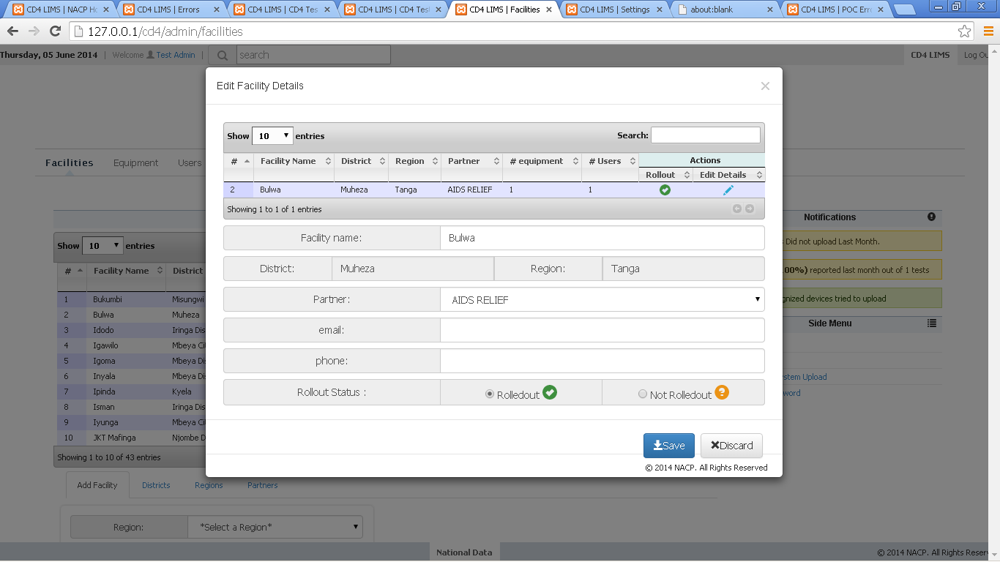 CD4 LIMS | NACP Ho
CD4 LIMS | Errors
CD4 LIMS | CD4 Tes
CD4 LIMS | CD4 Tes
CD4 LIMS | Facilities
CD4 LIMS | Settings
about:blank
CD4 LIMS | POC Erro
127.0.0.1/cd4/admin/facilities
Thursday, 05 June 2014 | Welcome Test Admin | search CD4 LIMS Log Ou
Edit Facility Details ×
Show 10 entries Search:
# Facility Name District Region Partner # equipment # Users Actions
Rollout Edit Details
2 Bulwa Muheza Tanga AIDS RELIEF 1 1
Showing 1 to 1 of 1 entries
Facility name: Bulwa
District: Muheza Region: Tanga
Partner: AIDS RELIEF
email:
phone:
Rollout Status : Rolledout Not Rolledout ?
Save Discard
© 2014 NACP. All Rights Reserved
Facilities Equipment Users
Show 10 entries
# Facility Name District
1 Bukumbi Misungwi
2 Bulwa Muheza
3 Idodo Iringa Dis
4 Igawilo Mbeya Cit
5 Igoma Mbeya Dis
6 Inyala Mbeya Dis
7 Ipinda Kyela
8 Isman Iringa Dis
9 Iyunga Mbeya Cit
10 JKT Mafinga Njombe D
Showing 1 to 10 of 43 entries
Notifications
Did not upload Last Month.
00%) reported last month out of 1 tests
gnized devices tried to upload
Side Menu
stem Upload
word
Add Facility Districts Regions Partners
Region: *Select a Region*
National Data
© 2014 NACP. All Rights Reserv